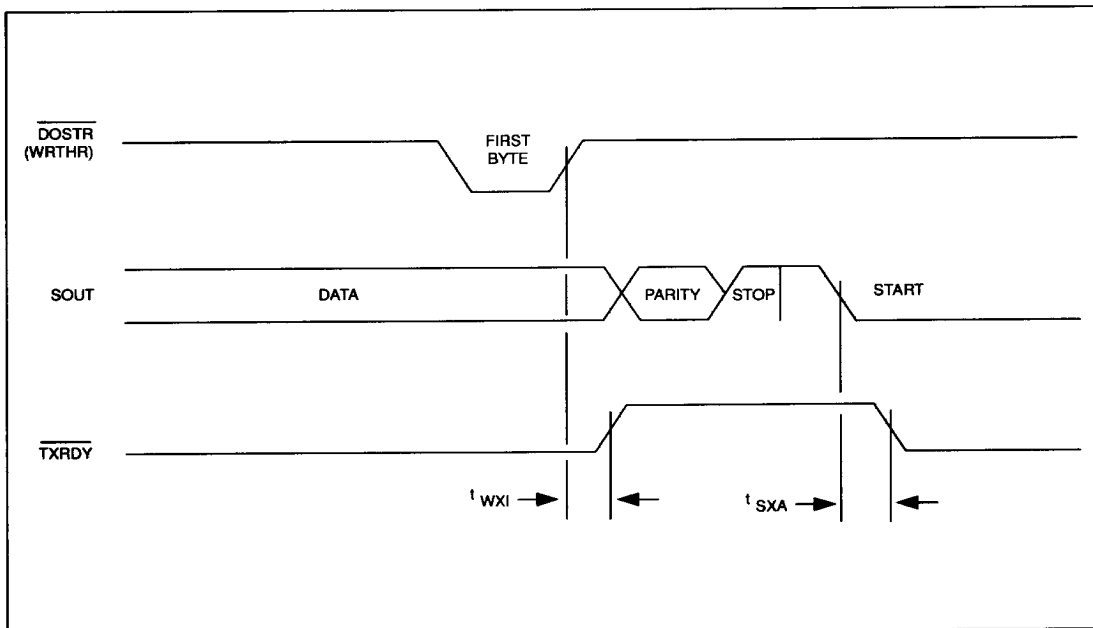 DOSTR
(WRTHR)
FIRST
BYTE
SOUT
DATA
PARITY
STOP
START
TXRDY
t WXI
t SXA